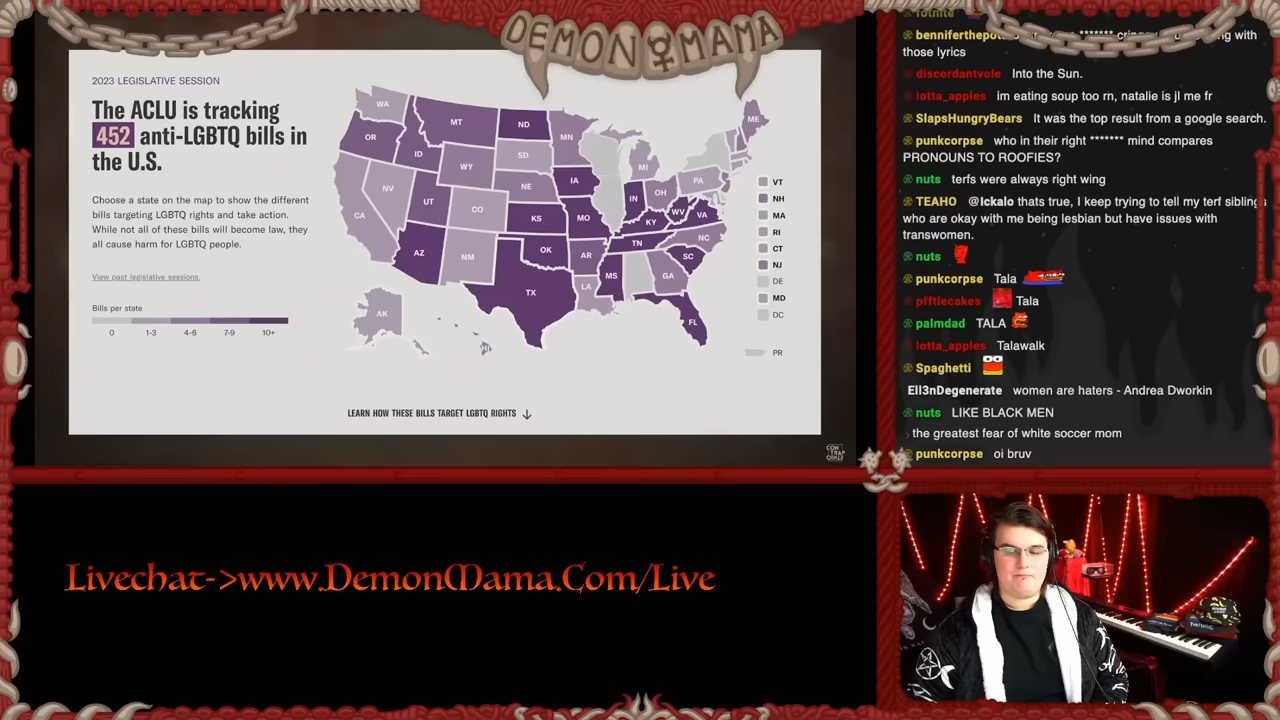 DEMON MAMA
2023 LEGISLATIVE SESSION
The ACLU is tracking
452 anti-LGBTQ bills in
the U.S.
Choose a state on the map to show the different
bills targeting LGBTQ rights and take action.
While not all of these bills will become law, they
all cause harm for LGBTQ people.
View past legislative sessions.
Bills per state
0 1-3 4-6 7-9 10+
WA
OR
MT
ND
MN
ID
WY
SD
NE
IA
NV
UT
CO
KS
MO
CA
AZ
NM
OK
AR
TX
LA
MS
TN
KY
IN
OH
MI
PA
WV
VA
NC
SC
GA
FL
ME
AK
HI
VT
NH
MA
RI
CT
NJ
DE
MD
DC
PR
LEARN HOW THESE BILLS TARGET LGBTQ RIGHTS
those lyrics
discordantvole Into the Sun.
lotta_apples im eating soup too rn, natalie is jl me fr
SlapsHungryBears It was the top result from a google search.
punkcorpse who in their right ******* mind compares
PRONOUNS TO ROOFIES?
nuts terfs were always right wing
TEAHO @Ickalo thats true, I keep trying to tell my terf siblings
who are okay with me being lesbian but have issues with
transwomen.
nuts
punkcorpse Tala
pfftlecakes Tala
palmdad TALA
lotta_apples Talawalk
Spaghetti
Ell3nDegenerate women are haters - Andrea Dworkin
nuts LIKE BLACK MEN
the greatest fear of white soccer mom
punkcorpse oi bruv
Livechat->www.DemonMama.Com/Live